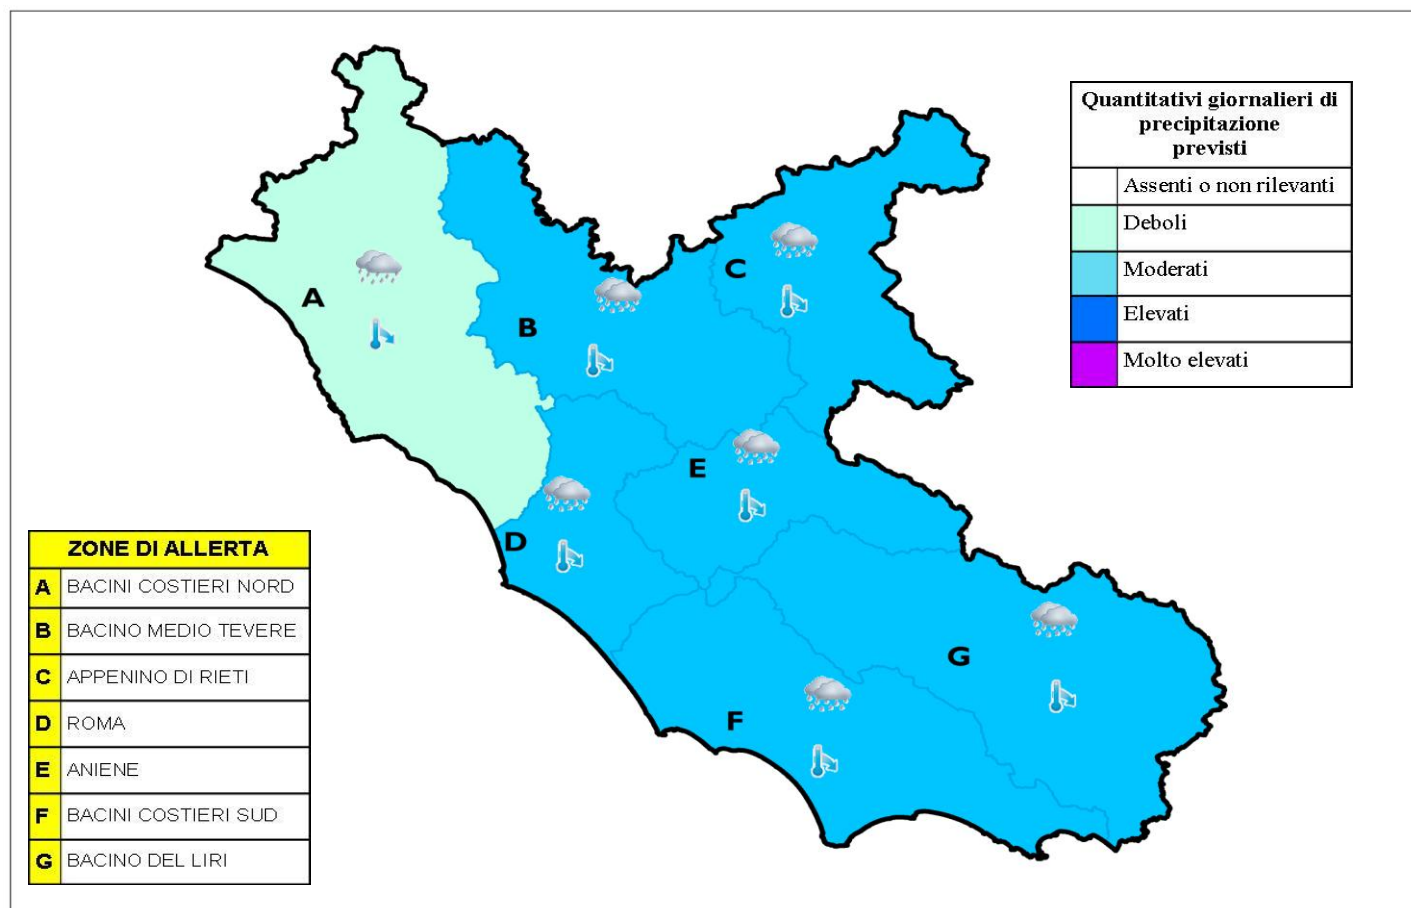 Quantitativi giornalieri di
precipitazione
previsti
Assenti o non rilevanti
Deboli
Moderati
Elevati
Molto elevati
A
B
C
D
E
F
G
ZONE DI ALLERTA
A BACINI COSTIERI NORD
B BACINO MEDIO TEVERE
C APPENINO DI RIETI
D ROMA
E ANIENE
F BACINI COSTIERI SUD
G BACINO DEL LIRI